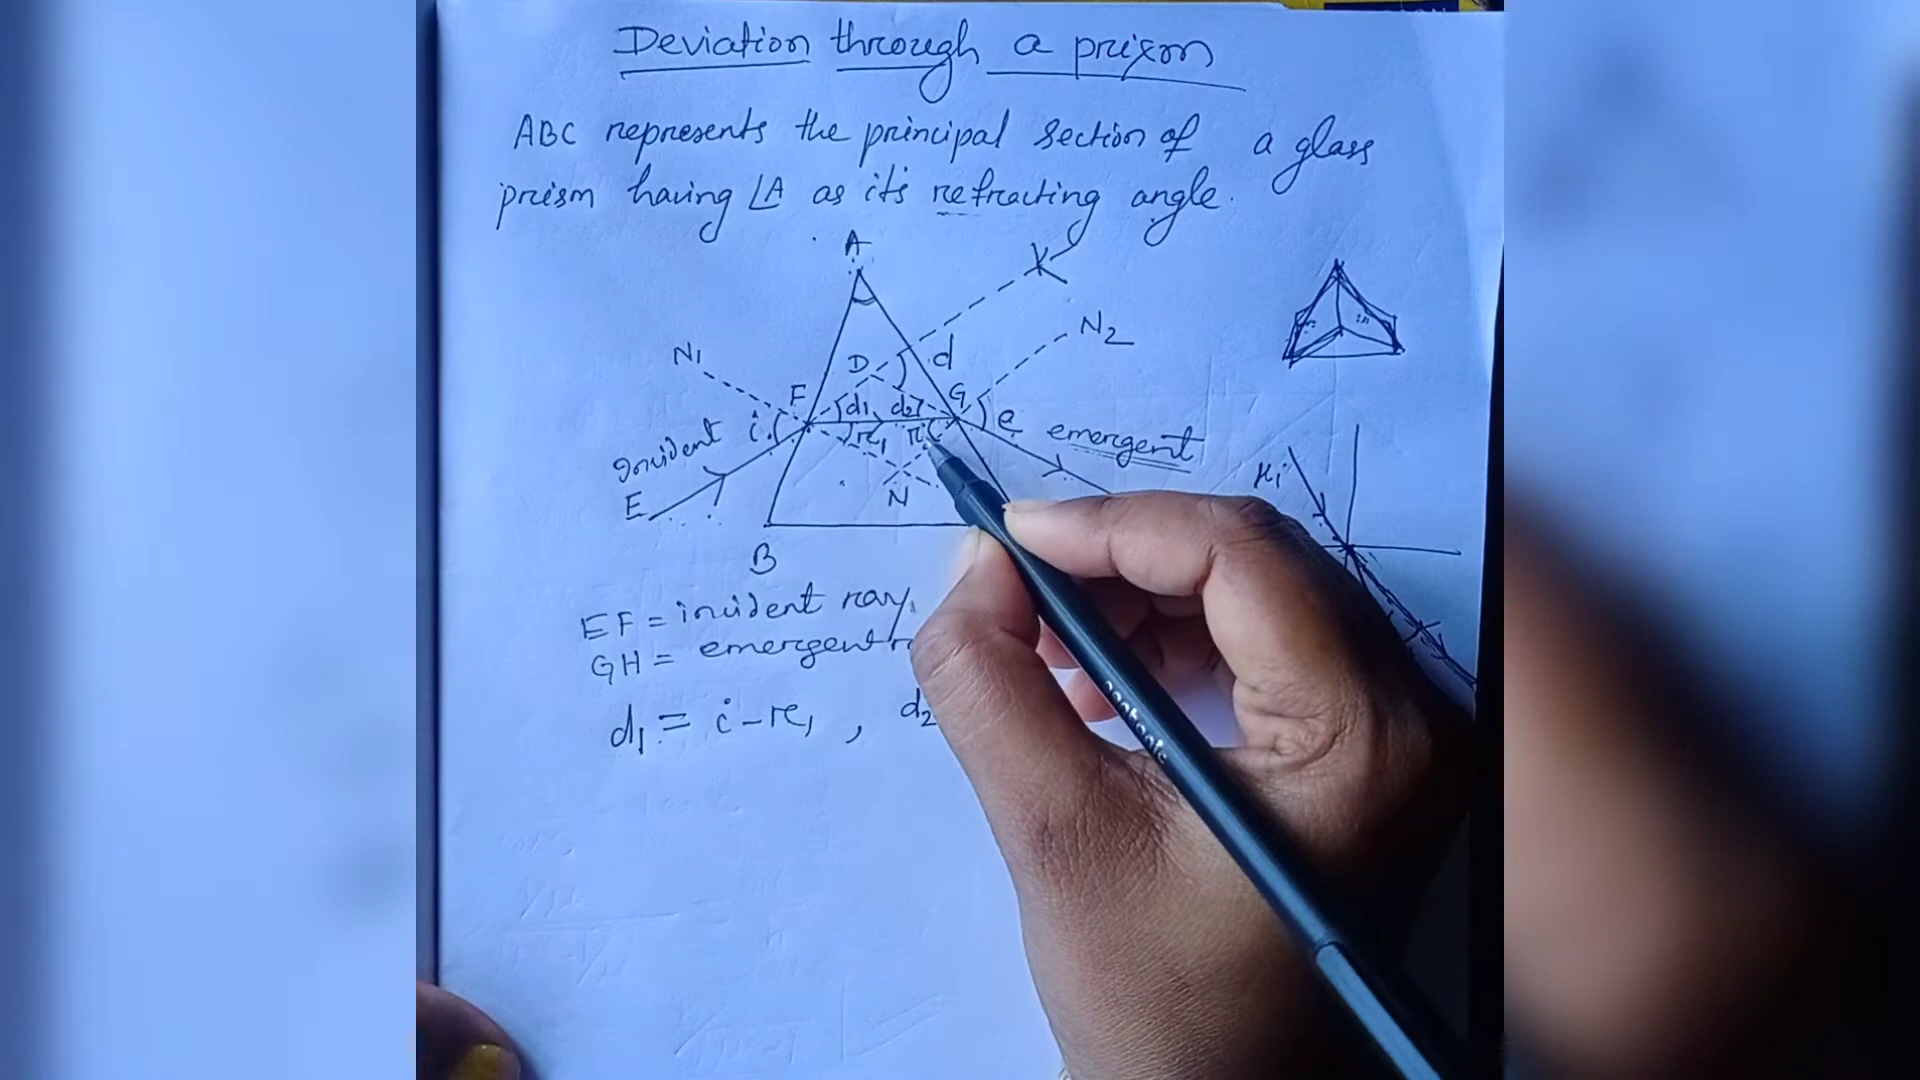 Deviation through a prism
ABC represents the principal section of a glass
prism having ∠A as its refracting angle.
A
K
N2
N1
D
d
F
G
d1
d2
i
e
r1
Incident
emergent
E
N
B
EF = incident ray,
GH = emergent
d1 = i - r1 , d2